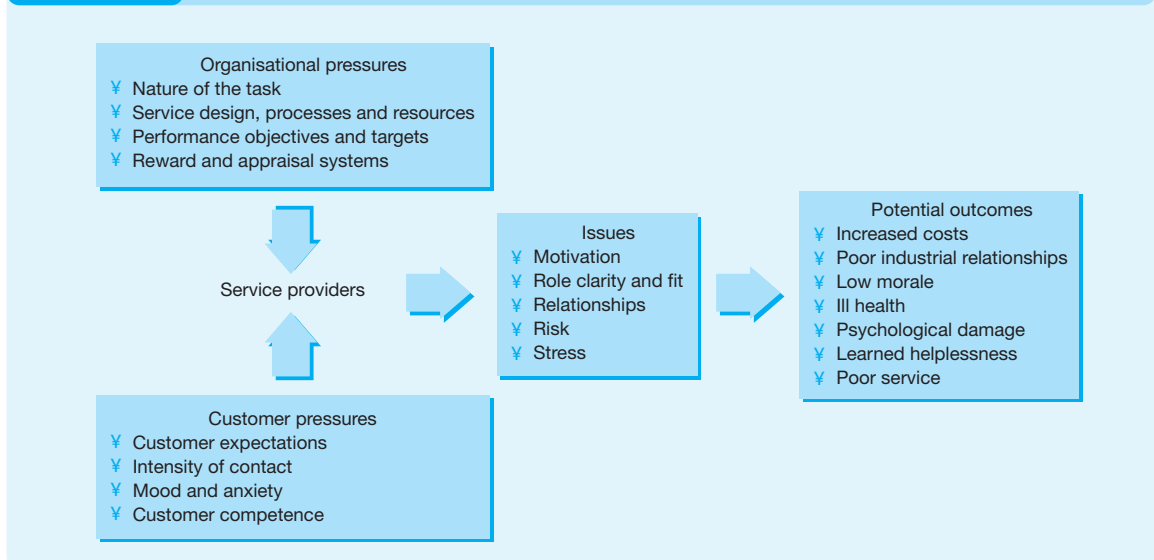 Organisational pressures
¥ Nature of the task
¥ Service design, processes and resources
¥ Performance objectives and targets
¥ Reward and appraisal systems
Service providers
Customer pressures
¥ Customer expectations
¥ Intensity of contact
¥ Mood and anxiety
¥ Customer competence
Issues
¥ Motivation
¥ Role clarity and fit
¥ Relationships
¥ Risk
¥ Stress
Potential outcomes
¥ Increased costs
¥ Poor industrial relationships
¥ Low morale
¥ Ill health
¥ Psychological damage
¥ Learned helplessness
¥ Poor service